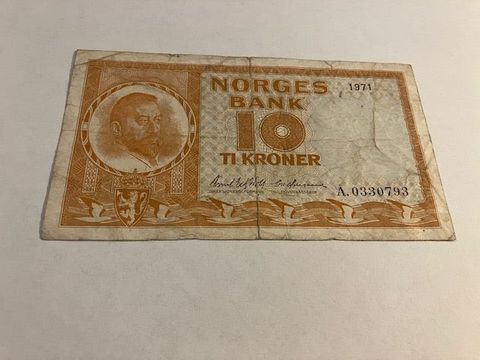 NORGES
1971
BANK
10
TI KRONER
A.0330793